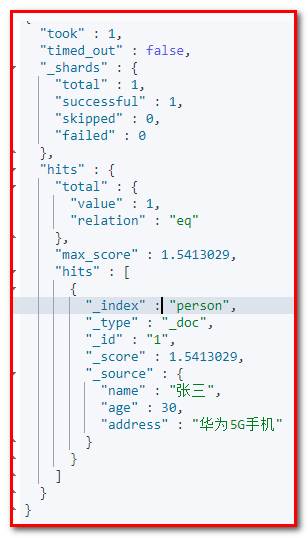 {
"took" : 1,
"timed_out" : false,
"_shards" : {
"total" : 1,
"successful" : 1,
"skipped" : 0,
"failed" : 0
},
"hits" : {
"total" : {
"value" : 1,
"relation" : "eq"
},
"max_score" : 1.5413029,
"hits" : [
{
"_index" : "person",
"_type" : "_doc",
"_id" : "1",
"_score" : 1.5413029,
"_source" : {
"name" : "张三",
"age" : 30,
"address" : "华为5G手机"
}
}
]
}
}